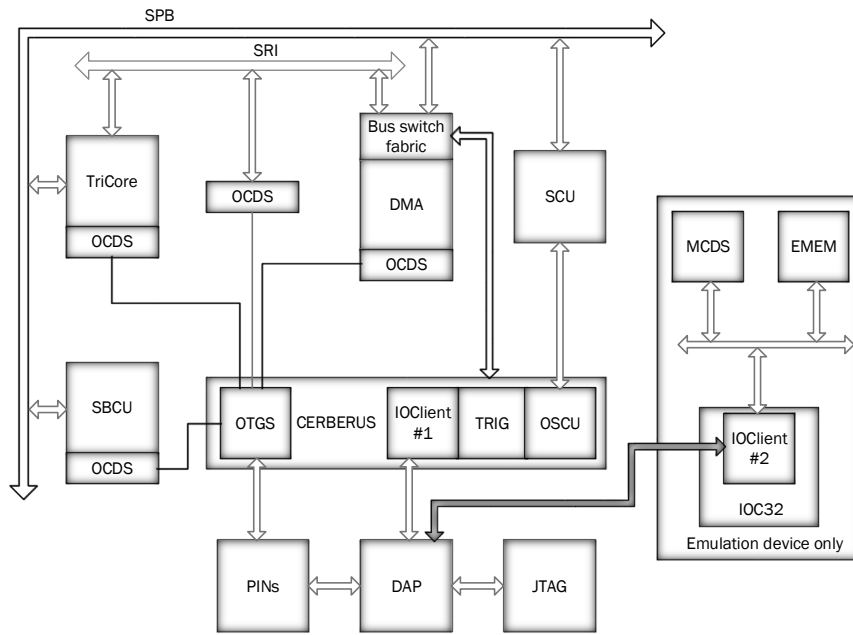 SPB
SRI
Bus switch
fabric
TriCore
OCDS
DMA
SCU
OCDS
OCDS
MCDS
EMEM
SBCU
OCDS
OTGS
CERBERUS
IOClient
#1
TRIG
OSCU
IOClient
#2
IOC32
Emulation device only
PINs
DAP
JTAG